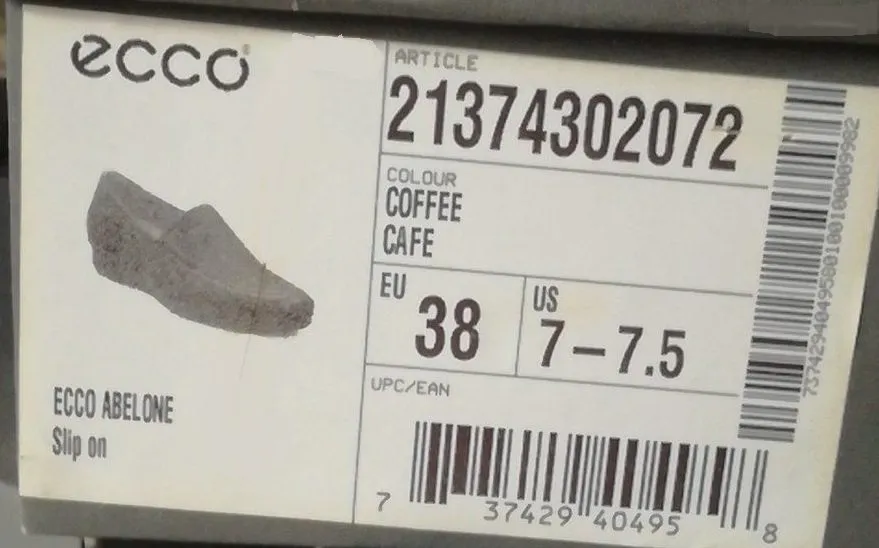 ecco
ARTICLE
21374302072
COLOUR
COFFEE
CAFE
EU
38
US
7-7.5
ECCO ABELONE
Slip on
UPC/EAN
7 37429 40495 8